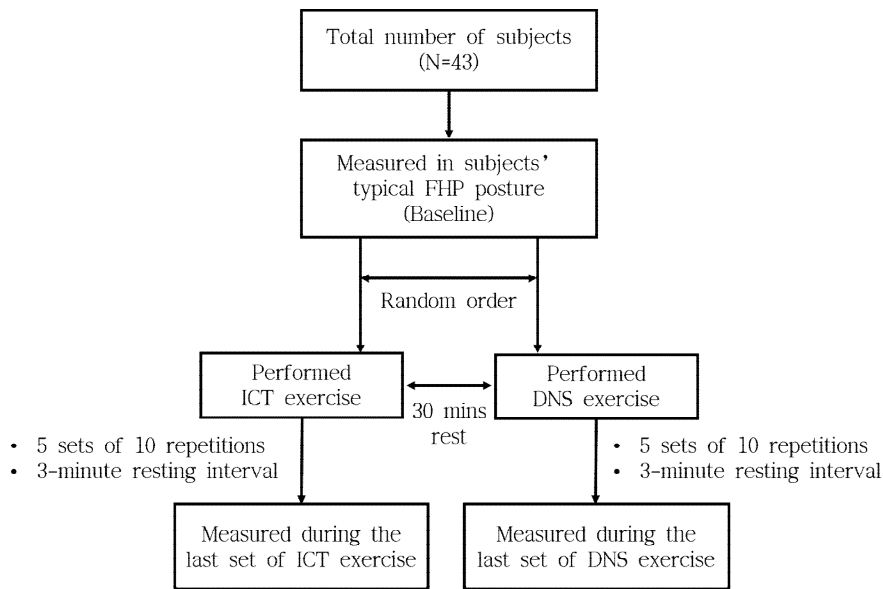 Total number of subjects
(N=43)
Measured in subjects’
typical FHP posture
(Baseline)
Random order
Performed
ICT exercise
30 mins
rest
Performed
DNS exercise
• 5 sets of 10 repetitions
• 3-minute resting interval
• 5 sets of 10 repetitions
• 3-minute resting interval
Measured during the
last set of ICT exercise
Measured during the
last set of DNS exercise